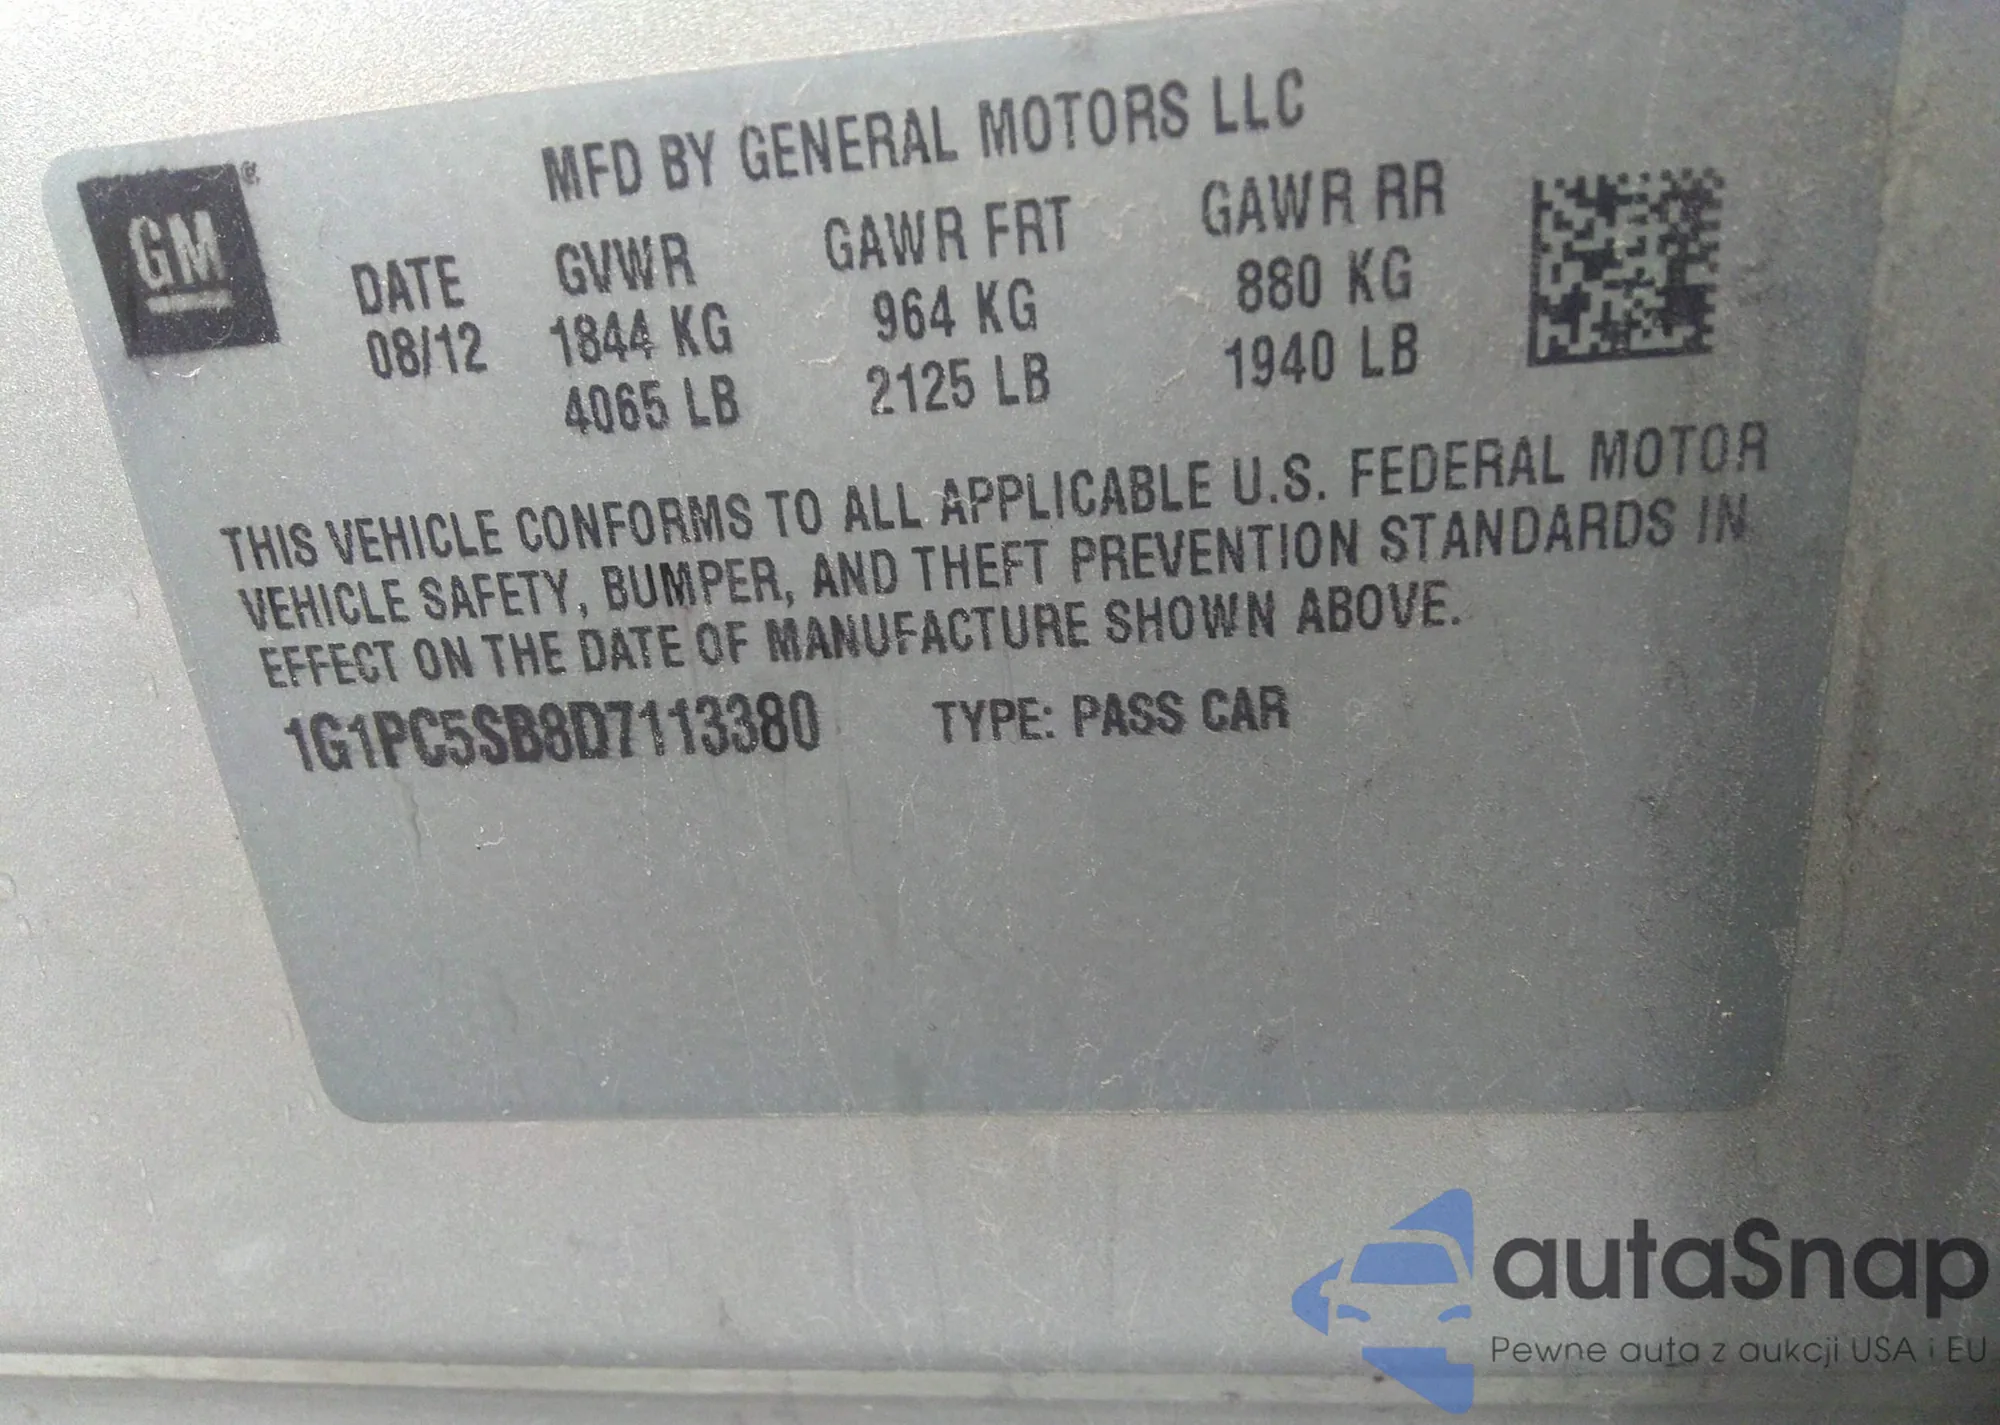 MFD BY GENERAL MOTORS LLC
GM
DATE GVWR GAWR FRT GAWR RR
08/12 1844 KG 964 KG 880 KG
4065 LB 2125 LB 1940 LB
THIS VEHICLE CONFORMS TO ALL APPLICABLE U.S. FEDERAL MOTOR
VEHICLE SAFETY, BUMPER, AND THEFT PREVENTION STANDARDS IN
EFFECT ON THE DATE OF MANUFACTURE SHOWN ABOVE.
1G1PC5SB8D7113380 TYPE: PASS CAR
autaSnap
Pewne auta z aukcji USA i EU